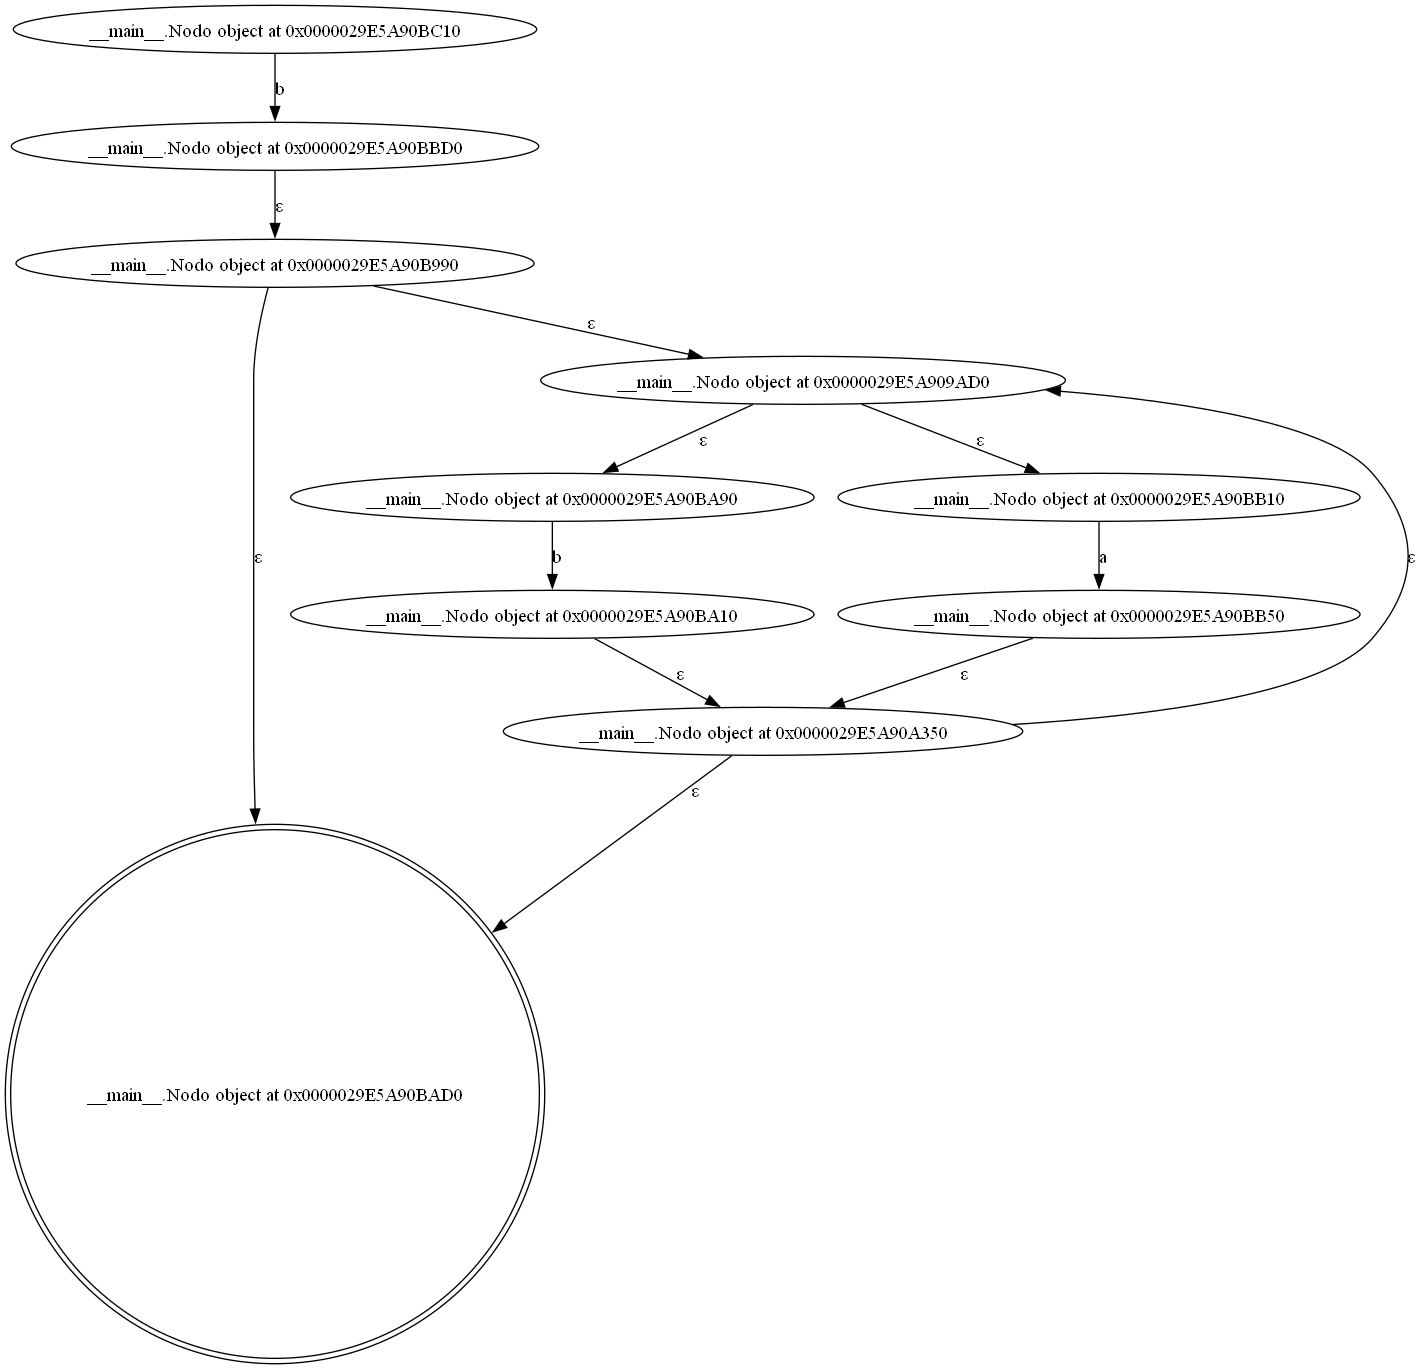 __main__.Nodo object at 0x0000029E5A90BC10
b
__main__.Nodo object at 0x0000029E5A90BBD0
ε
__main__.Nodo object at 0x0000029E5A90B990
ε
__main__.Nodo object at 0x0000029E5A909AD0
ε
ε
__main__.Nodo object at 0x0000029E5A90BA90
__main__.Nodo object at 0x0000029E5A90BB10
ε
b
a
ε
__main__.Nodo object at 0x0000029E5A90BA10
__main__.Nodo object at 0x0000029E5A90BB50
ε
ε
__main__.Nodo object at 0x0000029E5A90A350
ε
__main__.Nodo object at 0x0000029E5A90BAD0